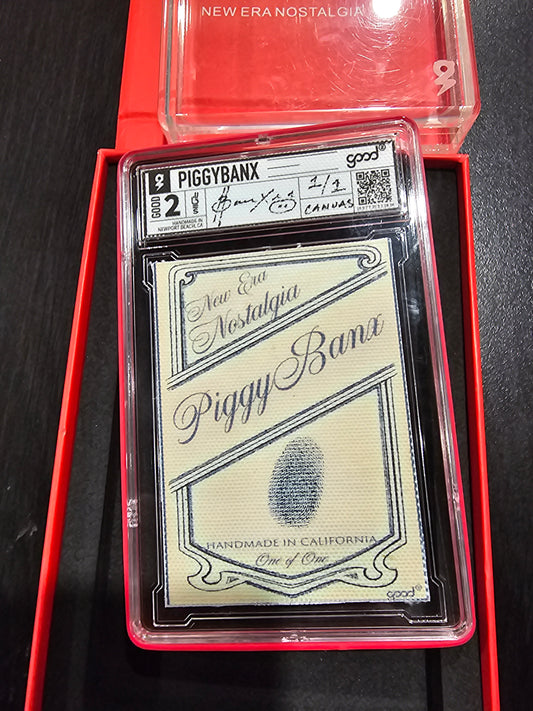 NEW ERA NOSTALGIA
PIGGYBANX
good®
GOOD 2
1/1
CANVAS
HANDMADE IN
NEWPORT BEACH, CA
New Era
Nostalgia
PiggyBanx
HANDMADE IN CALIFORNIA
One of One
good®